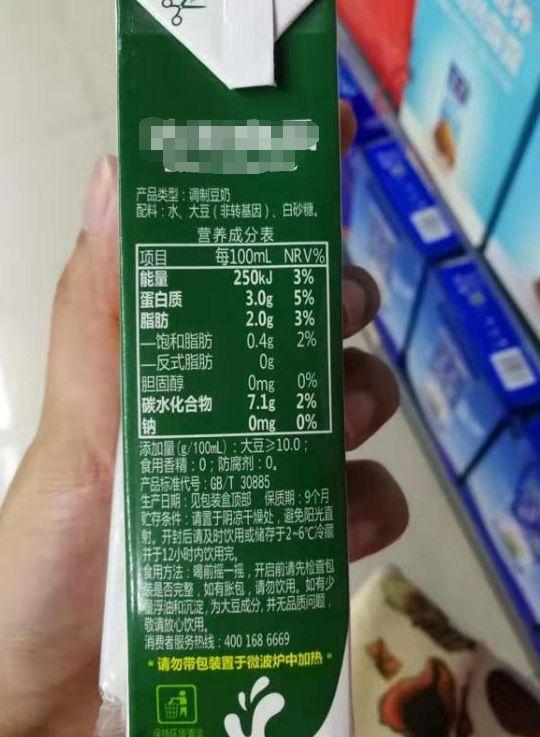 产品类型：调制豆奶
配料：水、大豆（非转基因）、白砂糖。
营养成分表
项目 每100mL NRV%
能量 250kJ 3%
蛋白质 3.0g 5%
脂肪 2.0g 3%
—饱和脂肪 0.4g 2%
—反式脂肪 0g
胆固醇 0mg 0%
碳水化合物 7.1g 2%
钠 0mg 0%
添加量(g/100mL)：大豆≥10.0；
食用香精：0；防腐剂：0。
产品标准代号：GB/T 30885
生产日期：见包装盒顶部 保质期：9个月
贮存条件：请置于阴凉干燥处，避免阳光直
射，开封后请及时饮用或储存于2~6℃冷藏
并于12小时内饮用完。
食用方法：喝前摇一摇，开启前请先检查包
装是否完整，如有胀包，请勿饮用。如有少
量浮油和沉淀，为大豆成分，并无品质问题，
敬请放心饮用。
消费者服务热线：400 168 6669
"请勿带包装置于微波炉中加热"
保持环境清洁